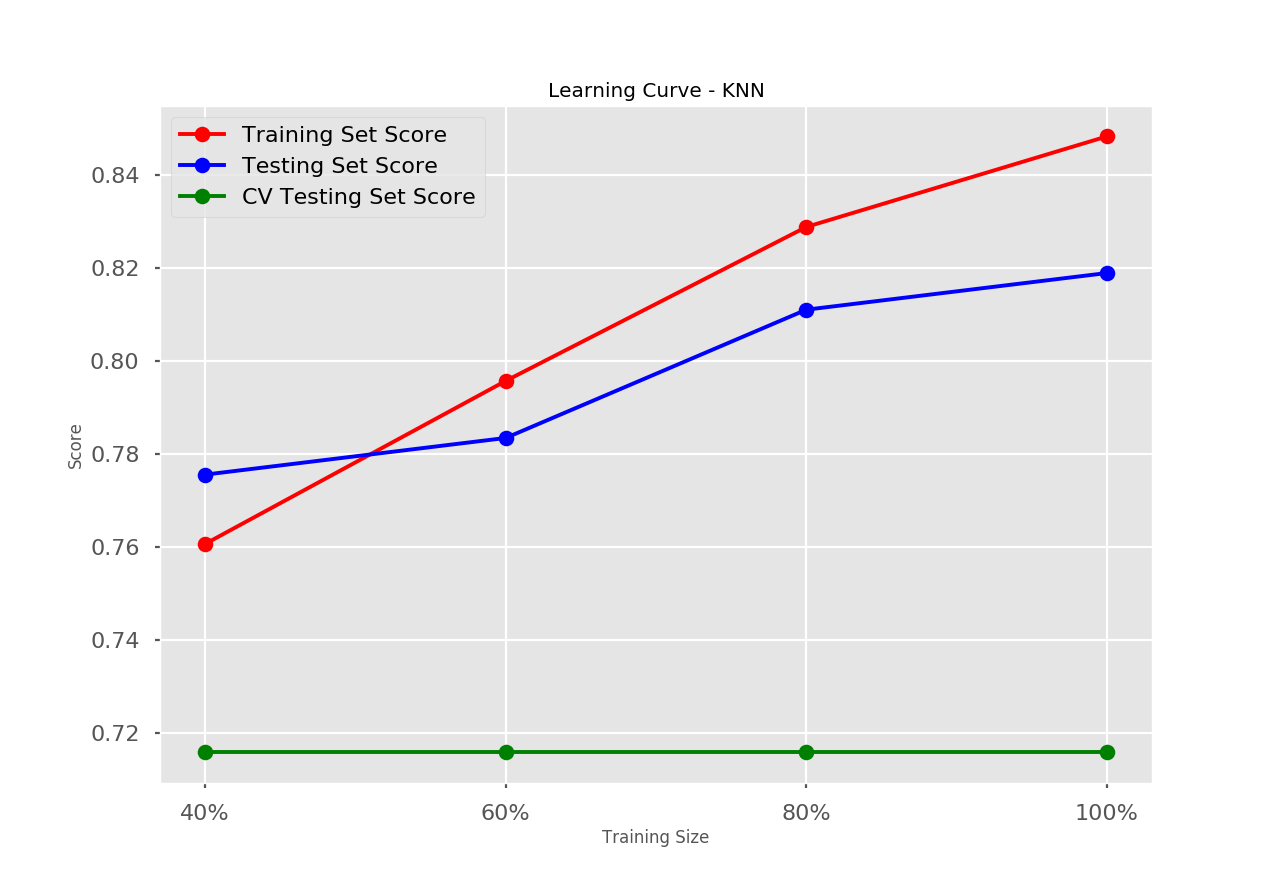 Learning Curve - KNN
Training Set Score
Testing Set Score
CV Testing Set Score
0.84
0.82
0.80
0.78
0.76
0.74
0.72
Score
40% 60% 80% 100%
Training Size